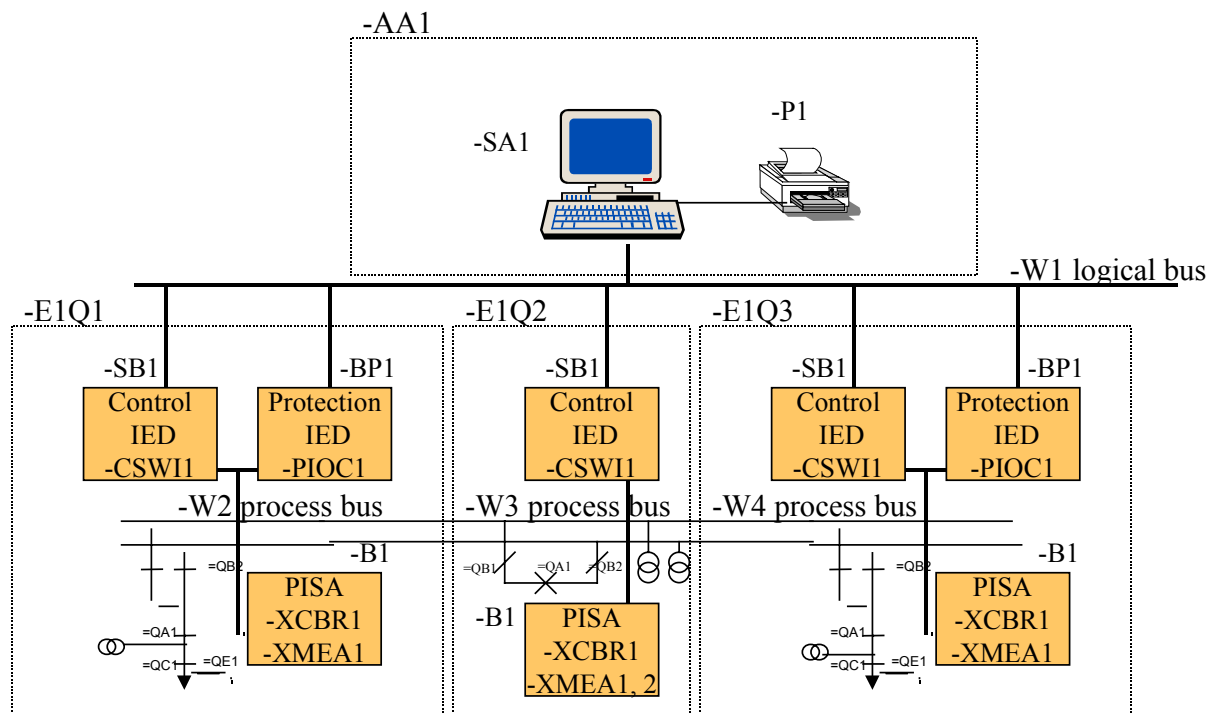 -AA1
-P1
-SA1
-W1 logical bus
-E1Q1
-E1Q2
-E1Q3
-SB1
-BP1
-SB1
-SB1
-BP1
Control
IED
-CSWI1
Protection
IED
-PIOC1
Control
IED
-CSWI1
Control
IED
-CSWI1
Protection
IED
-PIOC1
-W2 process bus
-W3 process bus
-W4 process bus
-B1
-B1
=QB2
=QB1
=QA1
=QB2
=QB2
PISA
-XCBR1
-XMEA1
-B1
PISA
-XCBR1
-XMEA1, 2
PISA
-XCBR1
-XMEA1
=QA1
=QC1
=QE1
=QA1
=QC1
=QE1